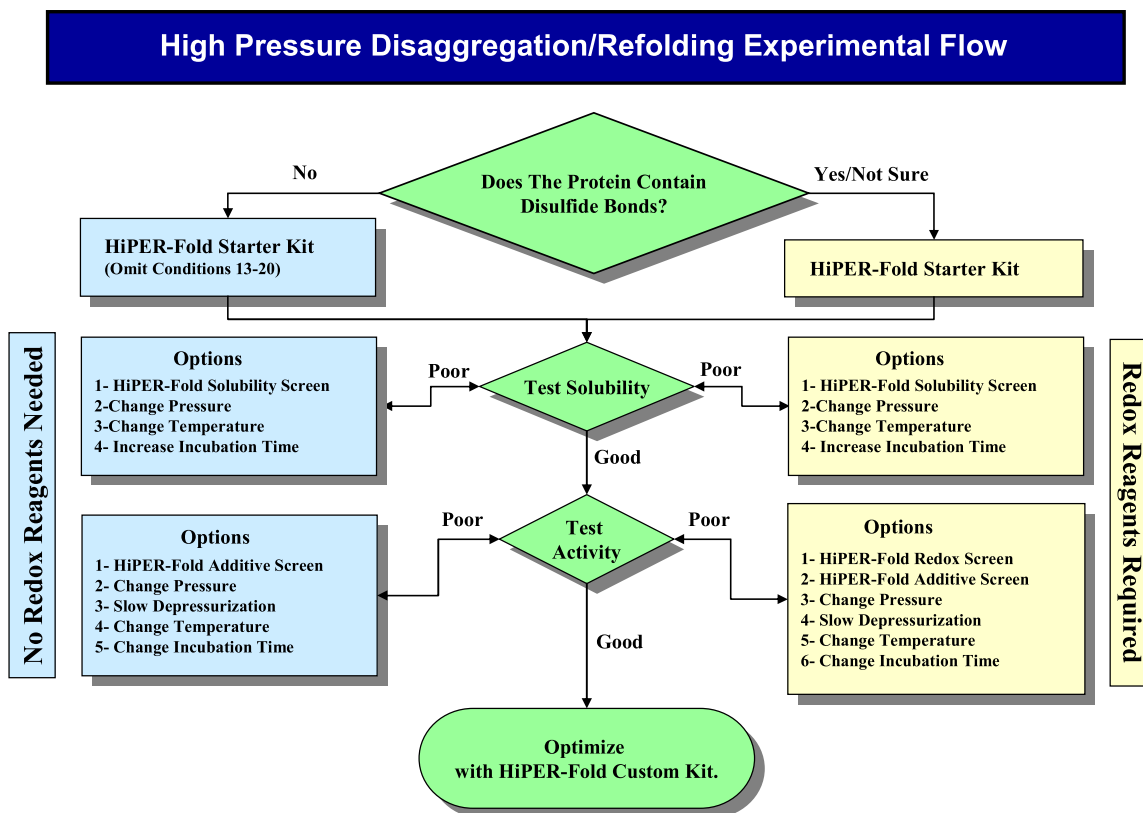 High Pressure Disaggregation/Refolding Experimental Flow
No
Does The Protein Contain
Disulfide Bonds?
Yes/Not Sure
HiPER-Fold Starter Kit
(Omit Conditions 13-20)
HiPER-Fold Starter Kit
No Redox Reagents Needed
Options
1- HiPER-Fold Solubility Screen
2-Change Pressure
3-Change Temperature
4- Increase Incubation Time
Poor
Test Solubility
Poor
Options
1- HiPER-Fold Solubility Screen
2-Change Pressure
3-Change Temperature
4- Increase Incubation Time
Redox Reagents Required
Good
Options
1- HiPER-Fold Additive Screen
2- Change Pressure
3- Slow Depressurization
4- Change Temperature
5- Change Incubation Time
Poor
Test
Activity
Poor
Options
1- HiPER-Fold Redox Screen
2- HiPER-Fold Additive Screen
3- Change Pressure
4- Slow Depressurization
5- Change Temperature
6- Change Incubation Time
Good
Optimize
with HiPER-Fold Custom Kit.